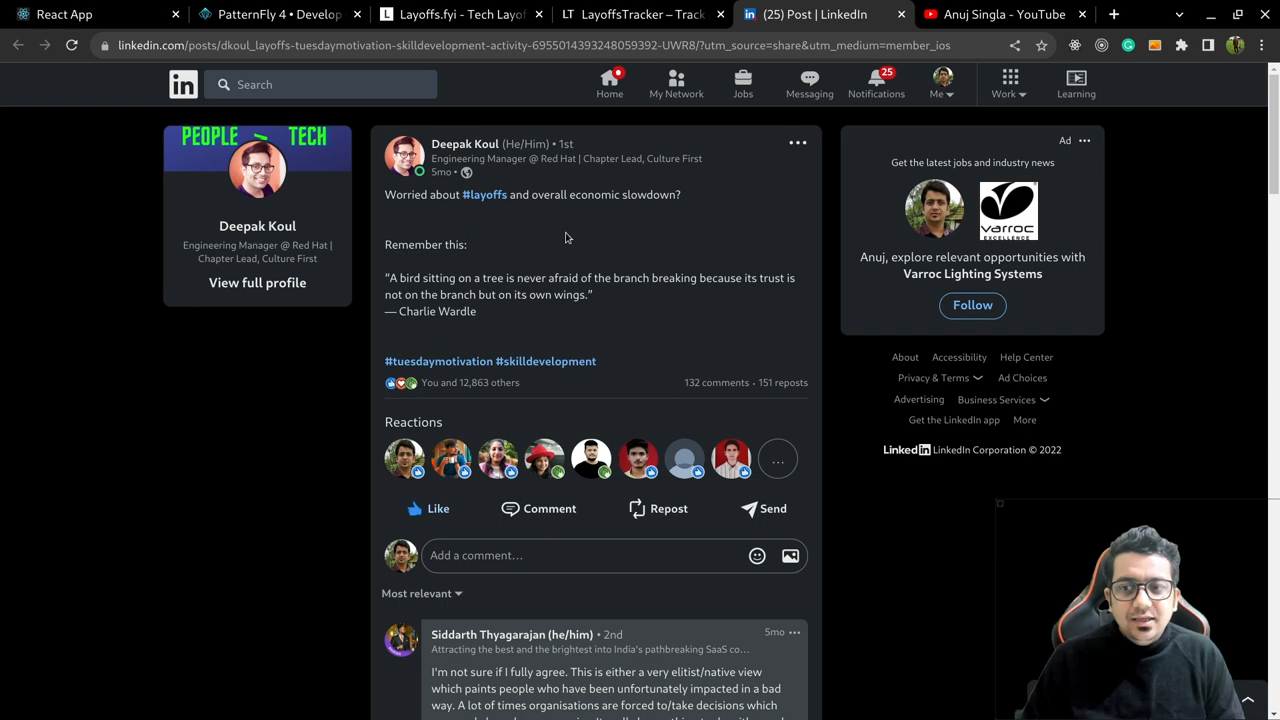 React App
PatternFly 4 • Develop
Layoffs.fyi – Tech Layof
LayoffsTracker – Track
(25) Post | LinkedIn
Anuj Singla - YouTube
linkedin.com/posts/dkoul_layoffs-tuesdaymotivation-skilldevelopment-activity-6955014393248059392-UWR8/?utm_source=share&utm_medium=member_ios
Search
Home
My Network
Jobs
Messaging
25
Notifications
Me
Work
Learning
PEOPLE > TECH
Deepak Koul
Engineering Manager @ Red Hat |
Chapter Lead, Culture First
View full profile
Deepak Koul (He/Him) • 1st
Engineering Manager @ Red Hat | Chapter Lead, Culture First
5mo •
Worried about #layoffs and overall economic slowdown?
Remember this:
“A bird sitting on a tree is never afraid of the branch breaking because its trust is
not on the branch but on its own wings.”
— Charlie Wardle
#tuesdaymotivation #skilldevelopment
You and 12,863 others
132 comments • 151 reposts
Reactions
Like
Comment
Repost
Send
Add a comment…
Most relevant
Siddarth Thyagarajan (he/him) • 2nd
5mo
Attracting the best and the brightest into India's pathbreaking SaaS co…
I'm not sure if I fully agree. This is either a very elitist/native view
which paints people who have been unfortunately impacted in a bad
way. A lot of times organisations are forced to/take decisions which
Ad
Get the latest jobs and industry news
varroc
EXCELLENCE
Anuj, explore relevant opportunities with
Varroc Lighting Systems
Follow
About Accessibility Help Center
Privacy & Terms Ad Choices
Advertising Business Services
Get the LinkedIn app More
LinkedIn LinkedIn Corporation © 2022